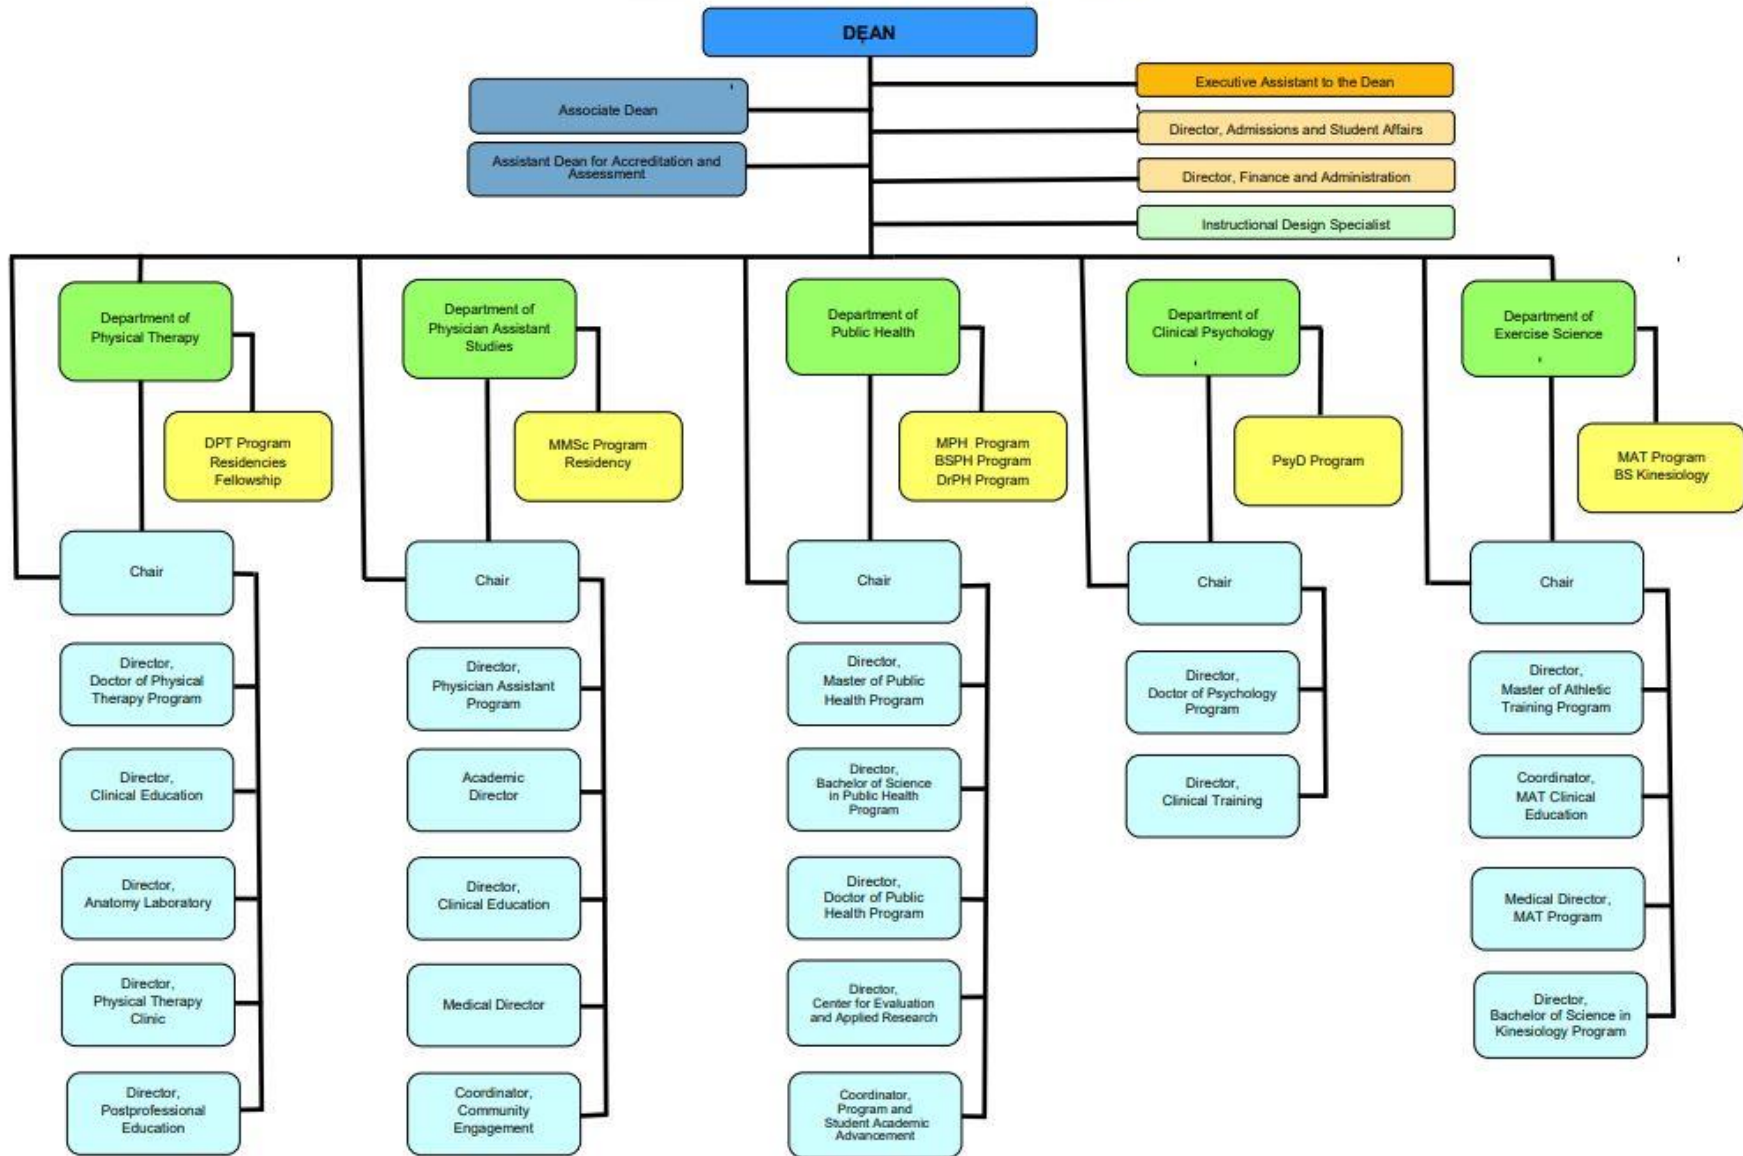 DEAN
Associate Dean
Assistant Dean for Accreditation and
Assessment
Executive Assistant to the Dean
Director, Admissions and Student Affairs
Director, Finance and Administration
Instructional Design Specialist
Department of
Physical Therapy
DPT Program
Residencies
Fellowship
Chair
Director,
Doctor of Physical
Therapy Program
Director,
Clinical Education
Director,
Anatomy Laboratory
Director,
Physical Therapy
Clinic
Director,
Postprofessional
Education
Department of
Physician Assistant
Studies
MMSc Program
Residency
Chair
Director,
Physician Assistant
Program
Academic
Director
Director,
Clinical Education
Medical Director
Coordinator,
Community
Engagement
Department of
Public Health
MPH Program
BSPH Program
DrPH Program
Chair
Director,
Master of Public
Health Program
Director,
Bachelor of Science
in Public Health
Program
Director,
Doctor of Public
Health Program
Director,
Center for Evaluation
and Applied Research
Coordinator,
Program and
Student Academic
Advancement
Department of
Clinical Psychology
PsyD Program
Chair
Director,
Doctor of Psychology
Program
Director,
Clinical Training
Department of
Exercise Science
MAT Program
BS Kinesiology
Chair
Director,
Master of Athletic
Training Program
Coordinator,
MAT Clinical
Education
Medical Director,
MAT Program
Director,
Bachelor of Science in
Kinesiology Program